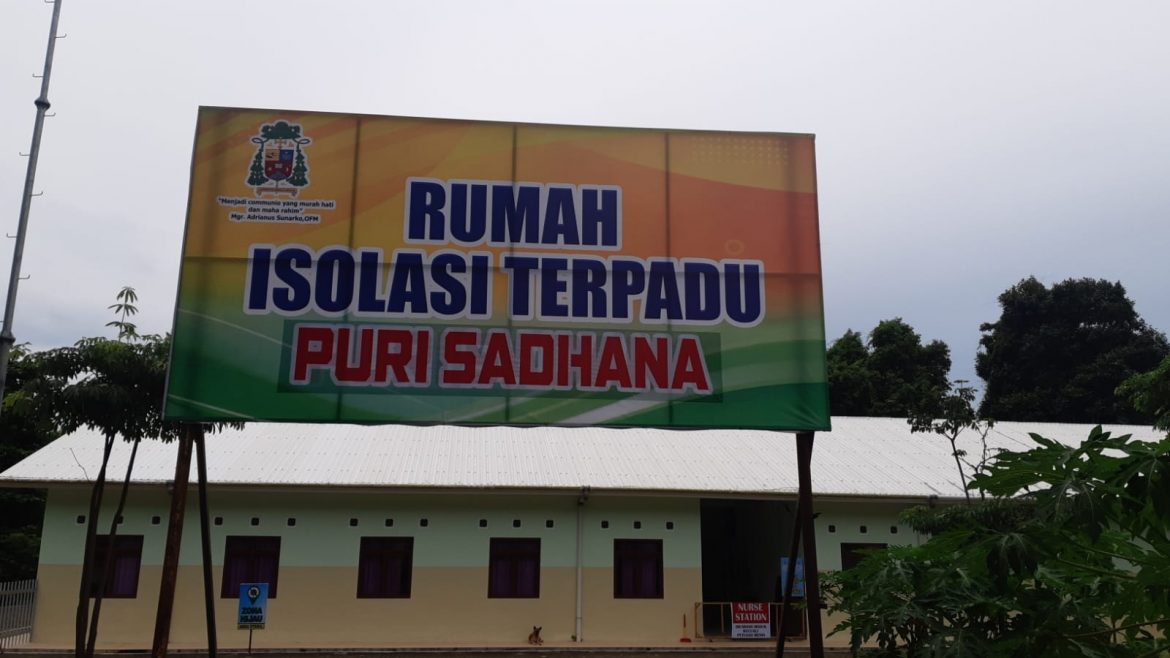 "Menjadi communio yang murah hati
dan maha rahim"
Mgr. Adrianus Sunarko,OFM
RUMAH
ISOLASI TERPADU
PURI SADHANA
ZONA
HIJAU
NURSE
STATION